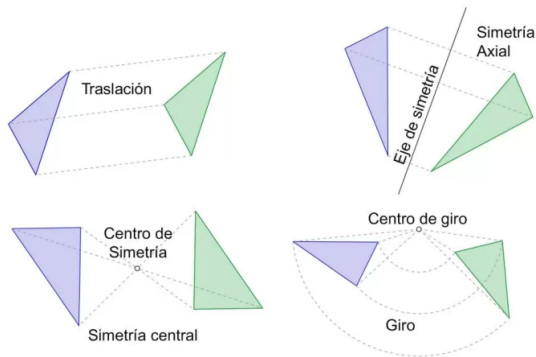 Traslación
Simetría
Axial
Eje de simetría
Centro de
Simetría
Simetría central
Centro de giro
Giro